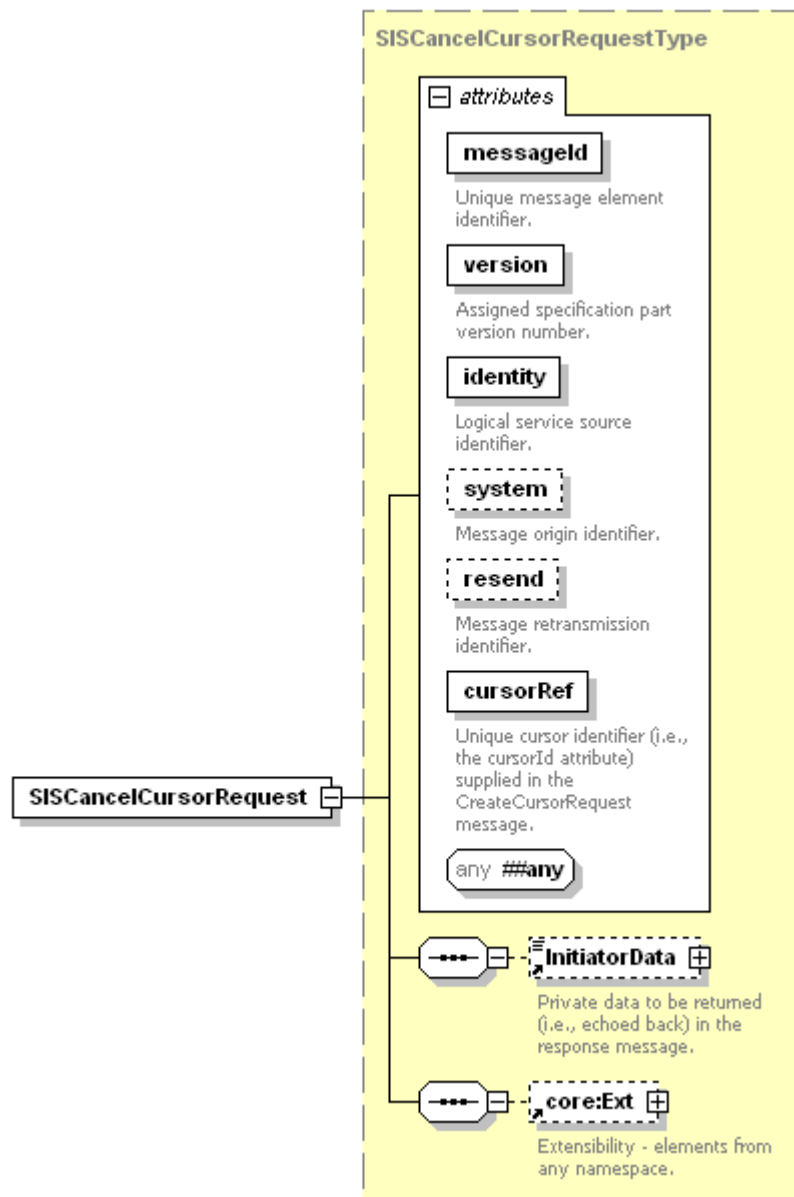 SISCancelCursorRequestType
attributes
messageId
Unique message element
identifier.
version
Assigned specification part
version number.
identity
Logical service source
identifier.
system
Message origin identifier.
resend
Message retransmission
identifier.
cursorRef
Unique cursor identifier (i.e.,
the cursorId attribute)
supplied in the
CreateCursorRequest
message.
SISCancelCursorRequest
any ##any
InitiatorData
Private data to be returned
(i.e., echoed back) in the
response message.
core:Ext
Extensibility - elements from
any namespace.